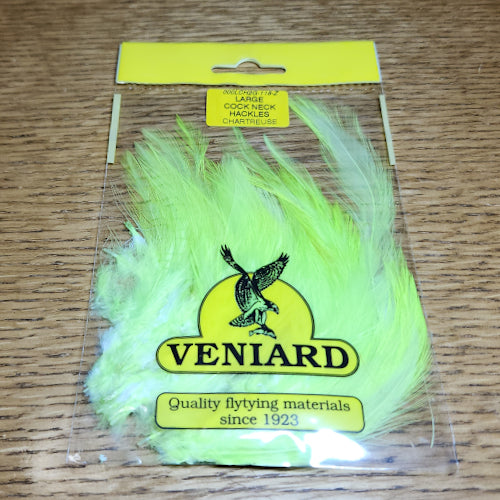 LARGE
COCK NECK
HACKLES
CHARTREUSE
VENIARD
Quality flytying materials
since 1923